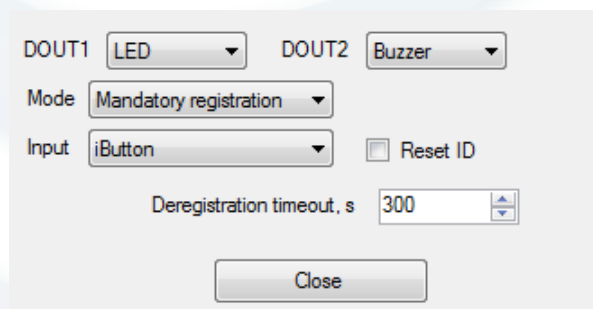 DOUT1 LED DOUT2 Buzzer
Mode Mandatory registration
Input iButton Reset ID
Deregistration timeout, s 300
Close